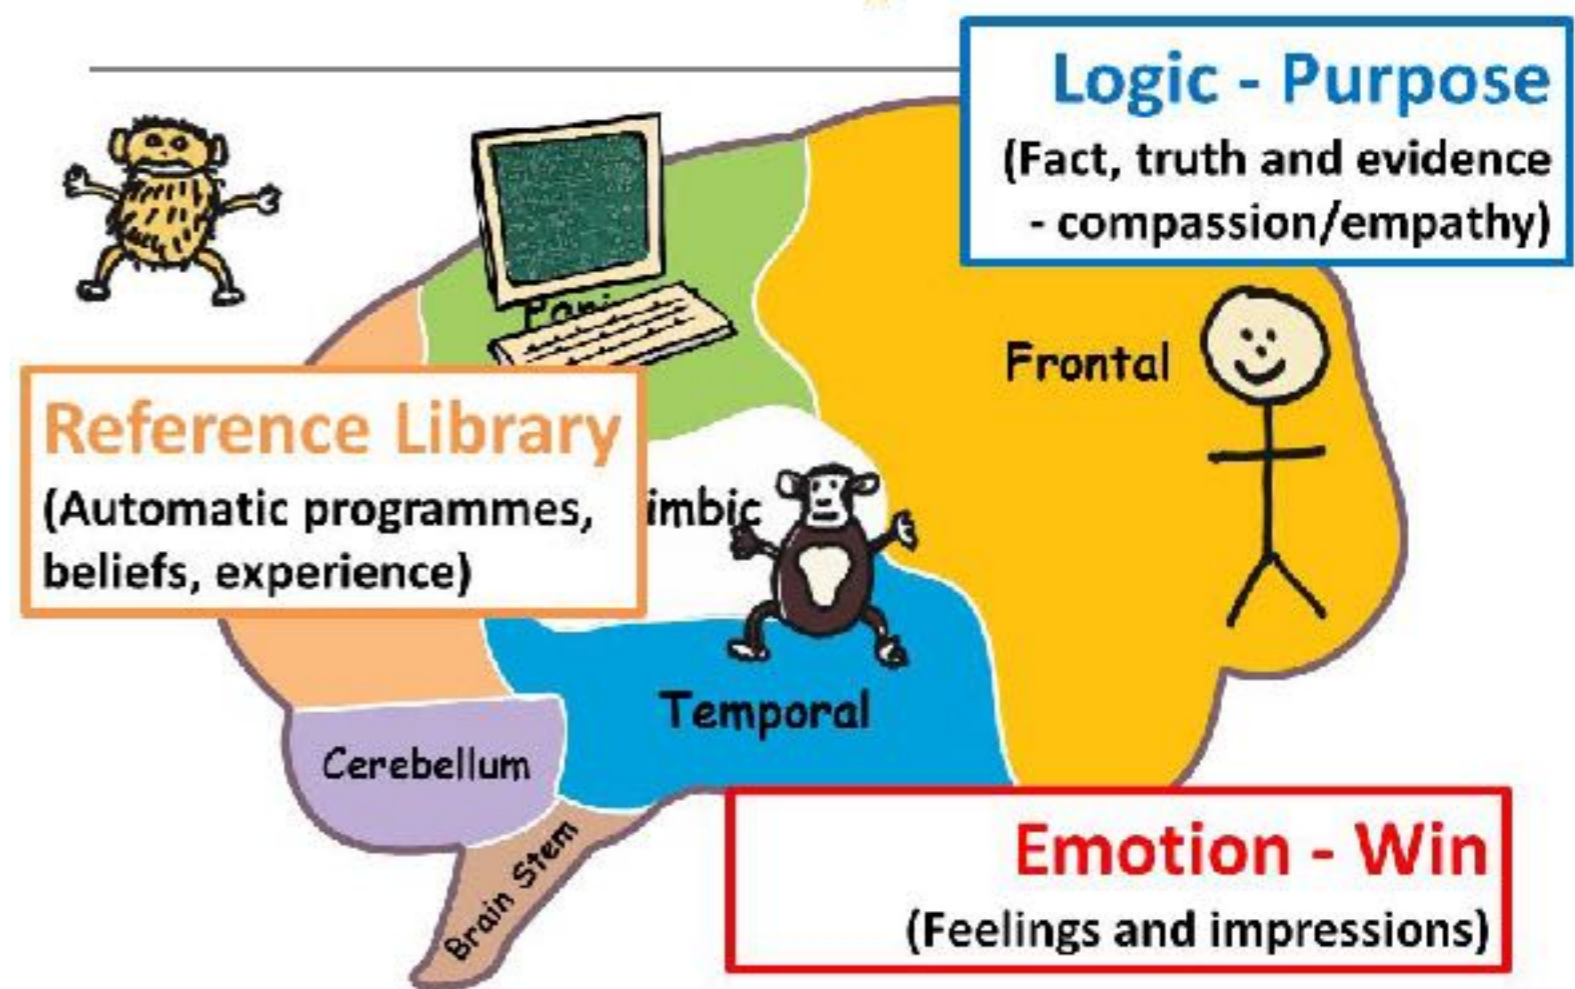 Logic - Purpose
(Fact, truth and evidence
- compassion/empathy)
Frontal
Reference Library
(Automatic programmes,
beliefs, experience)
imbic
Temporal
Cerebellum
Brain Stem
Emotion - Win
(Feelings and impressions)